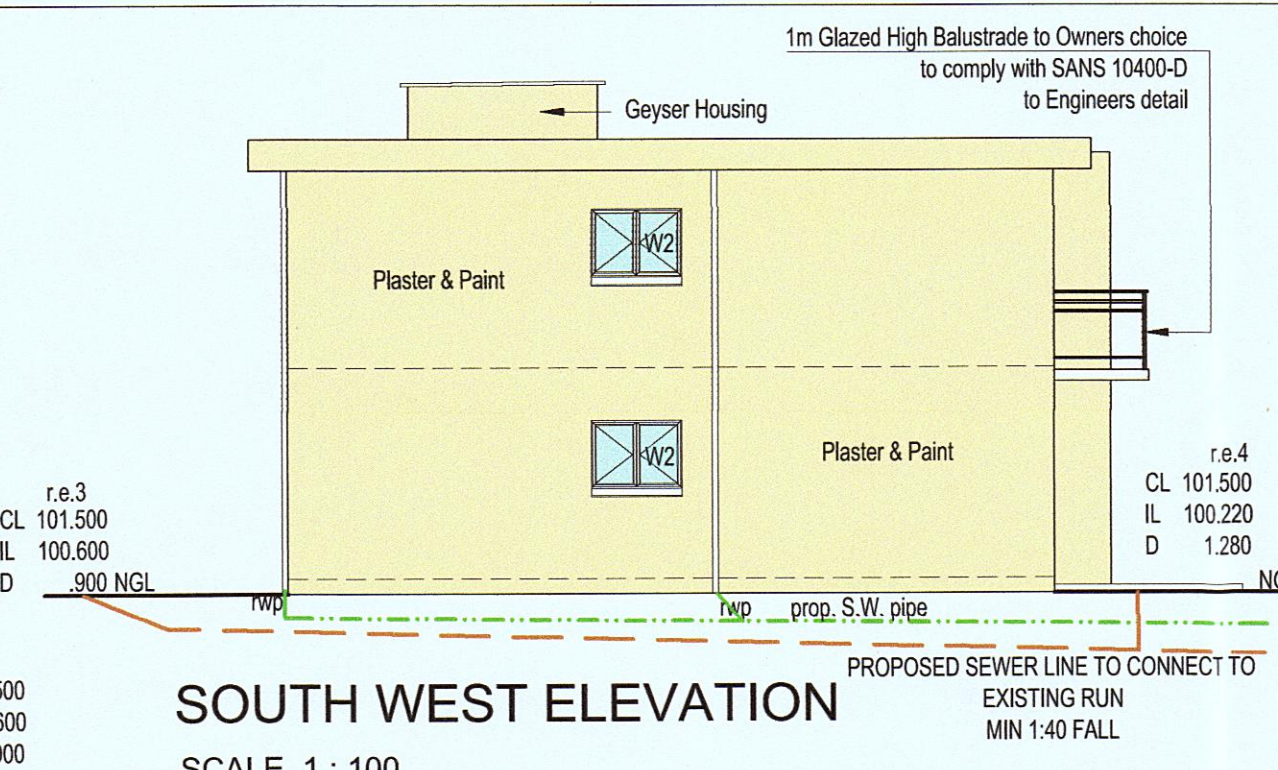 1m Glazed High Balustrade to Owners choice
to comply with SANS 10400-D
to Engineers detail
Geyser Housing
W2
Plaster & Paint
W2
Plaster & Paint
r.e.3
CL 101.500
IL 100.600
D .900 NGL
r.e.4
CL 101.500
IL 100.220
D 1.280
rwp
rwp prop. S.W. pipe
PROPOSED SEWER LINE TO CONNECT TO
EXISTING RUN
MIN 1:40 FALL
SOUTH WEST ELEVATION
SCALE 1 : 100